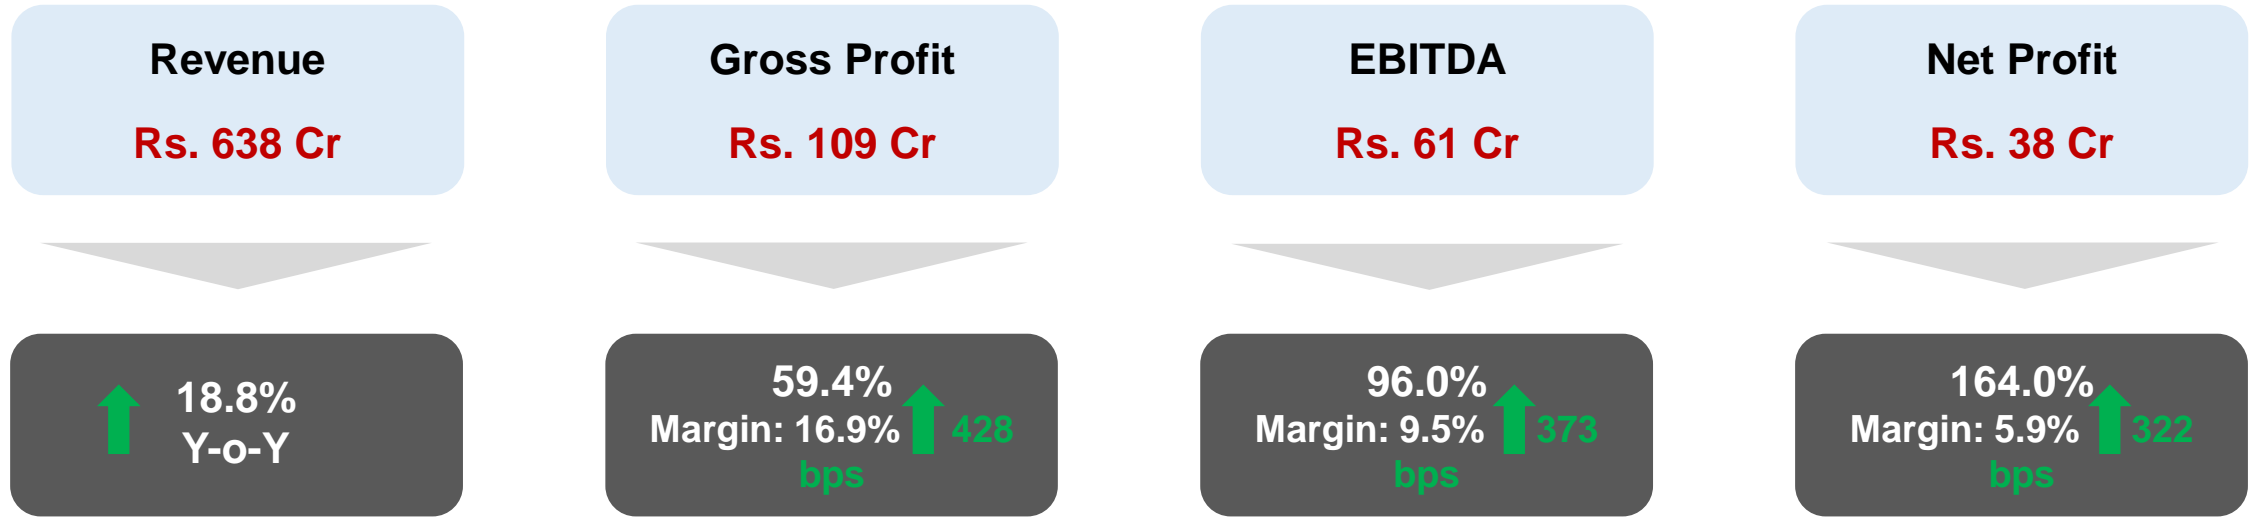 Revenue
Rs. 638 Cr
Gross Profit
Rs. 109 Cr
EBITDA
Rs. 61 Cr
Net Profit
Rs. 38 Cr
18.8%
Y-o-Y
59.4%
Margin: 16.9% 428
bps
96.0%
Margin: 9.5% 373
bps
164.0%
Margin: 5.9% 322
bps